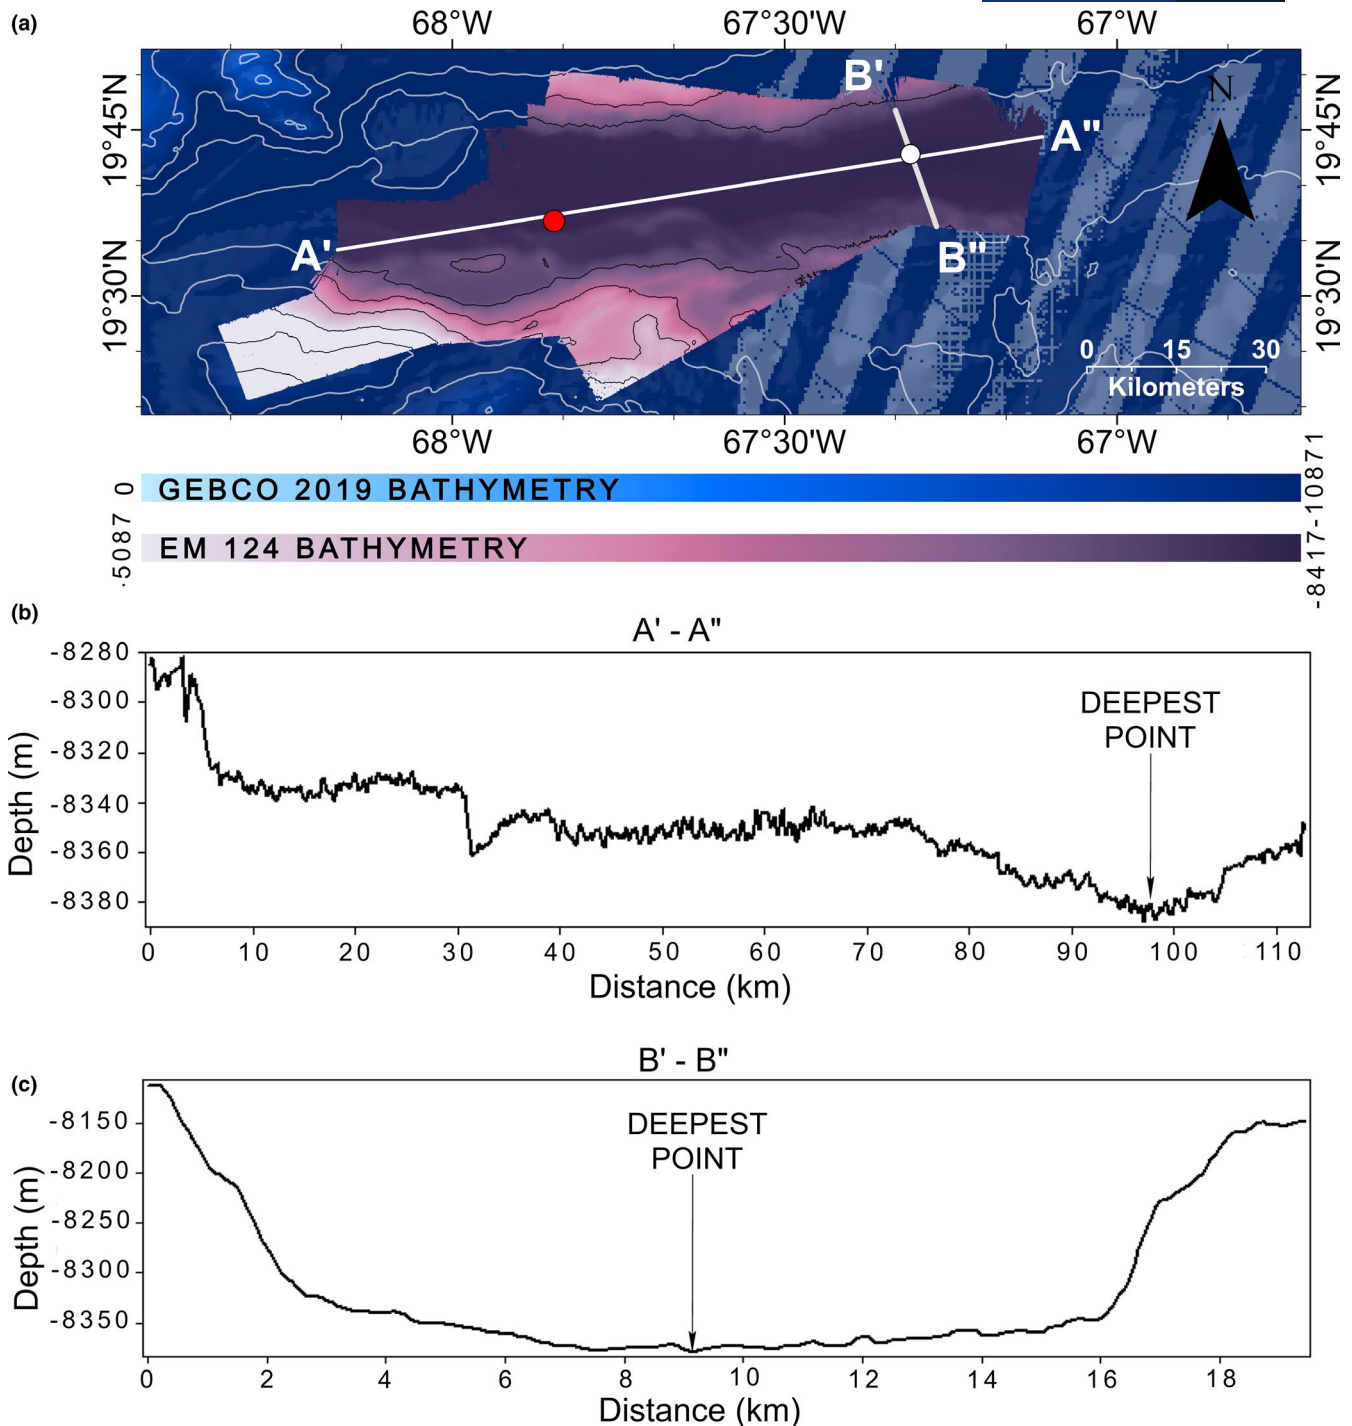 (a)
68°W 67°30'W 67°W
19°45'N 19°45'N
B'
N
A"
A'
B"
19°30'N 19°30'N
0 15 30
Kilometers
68°W 67°30'W 67°W
0 GEBCO 2019 BATHYMETRY -10871
-5087 EM 124 BATHYMETRY -8417
(b)
A' - A"
-8280
-8300
-8320
-8340
-8360
-8380
Depth (m)
DEEPEST
POINT
0 10 20 30 40 50 60 70 80 90 100 110
Distance (km)
(c)
B' - B"
-8150
-8200
-8250
-8300
-8350
Depth (m)
DEEPEST
POINT
0 2 4 6 8 10 12 14 16 18
Distance (km)